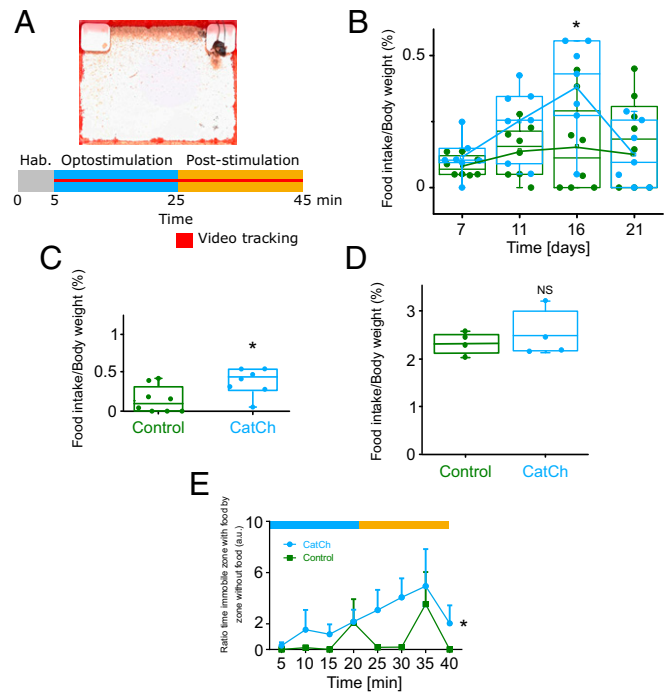 A
Hab. Optostimulation Post-stimulation
0 5 25 45 min
Time
Video tracking
B
Food intake/Body weight (%)
0.5
0
*
7 11 16 21
Time [days]
C
Food intake/Body weight (%)
1
0.5
0
*
Control CatCh
D
Food intake/Body weight (%)
3
2
1
0
NS
Control CatCh
E
Ratio time immobile zone with food by
zone without food (a.u.)
10
6
2
0
CatCh
Control
*
5 10 15 20 25 30 35 40
Time [min]